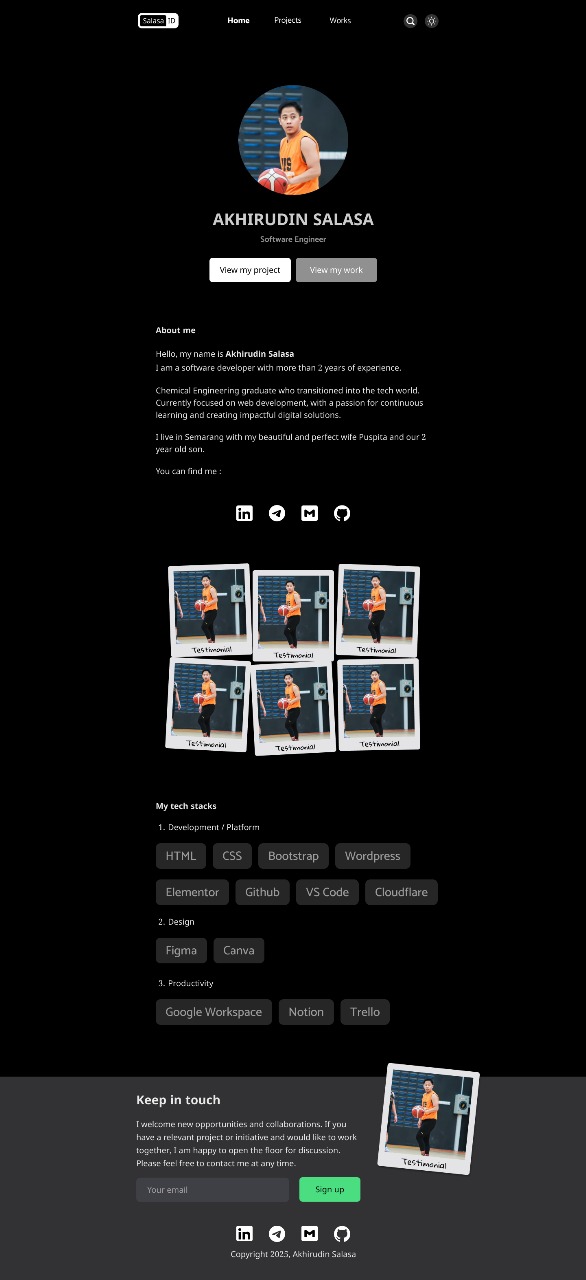 Salasa ID
Home
Projects
Works
AKHIRUDIN SALASA
Software Engineer
View my project
View my work
About me
Hello, my name is Akhirudin Salasa
I am a software developer with more than 2 years of experience.
Chemical Engineering graduate who transitioned into the tech world.
Currently focused on web development, with a passion for continuous
learning and creating impactful digital solutions.
I live in Semarang with my beautiful and perfect wife Puspita and our 2
year old son.
You can find me :
Testimonial
Testimonial
Testimonial
Testimonial
Testimonial
Testimonial
My tech stacks
1. Development / Platform
HTML
CSS
Bootstrap
Wordpress
Elementor
Github
VS Code
Cloudflare
2. Design
Figma
Canva
3. Productivity
Google Workspace
Notion
Trello
Keep in touch
I welcome new opportunities and collaborations. If you
have a relevant project or initiative and would like to work
together, I am happy to open the floor for discussion.
Please feel free to contact me at any time.
Your email
Sign up
Testimonial
Copyright 2025, Akhirudin Salasa